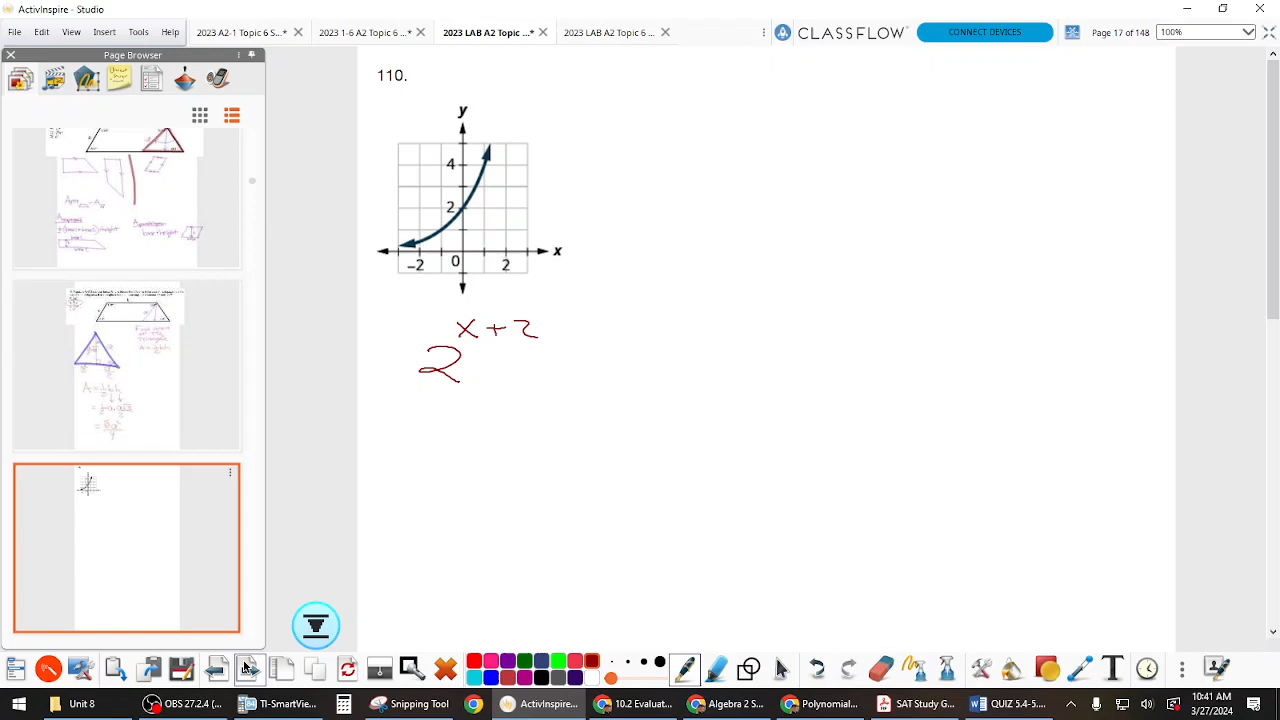 ActivInspire - Studio
File Edit View Insert Tools Help
2023 A2-1 Topic 6 ...*
2023 1-6 A2 Topic 6 ...*
2023 LAB A2 Topic ...*
2023 LAB A2 Topic 6 ...
CLASSFLOW
CONNECT DEVICES
Page 17 of 148
100%
Page Browser
110.
y
4
2
x
-2 0 2
2^x+2
T
Unit 8
OBS 27.2.4 (...
TI-SmartVie...
Snipping Tool
ActivInspire...
10.2 Evaluat...
Algebra 2 S...
Polynomial...
SAT Study G...
QUIZ 5.4-5....
10:41 AM
3/27/2024